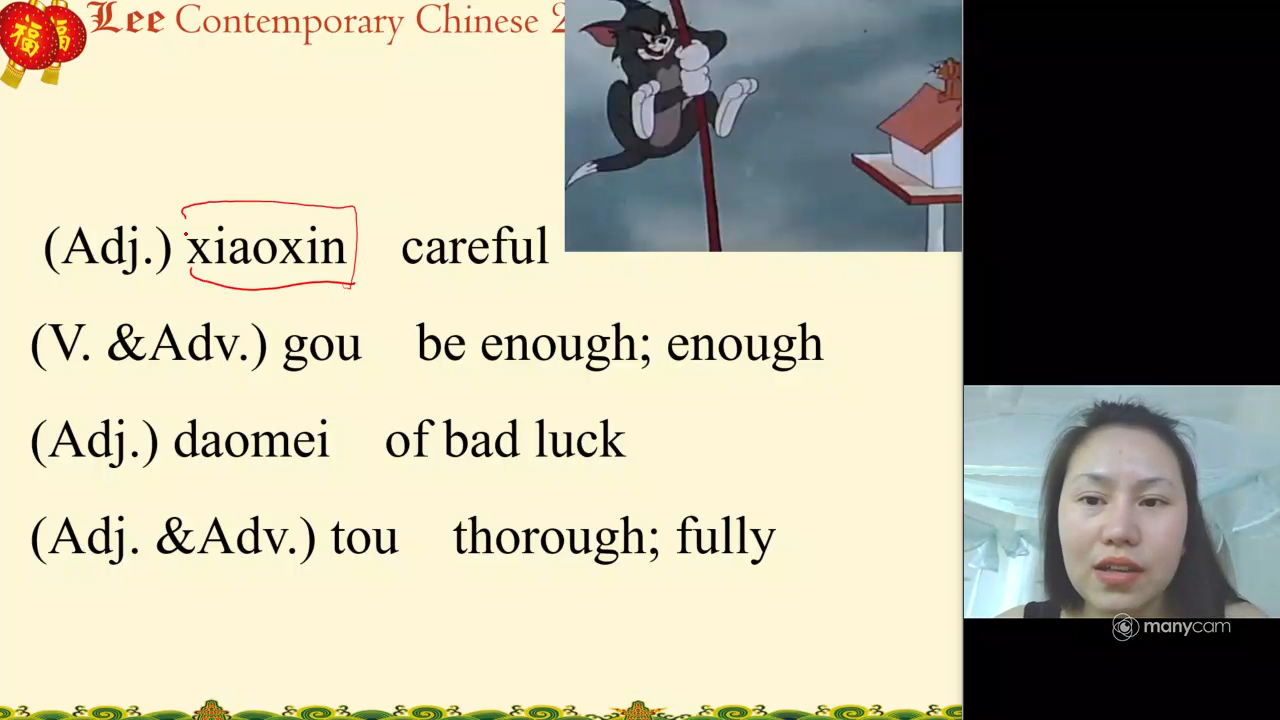 福 福
Lee Contemporary Chinese 2
(Adj.) xiaoxin careful
(V. &Adv.) gou be enough; enough
(Adj.) daomei of bad luck
(Adj. &Adv.) tou thorough; fully
manycam